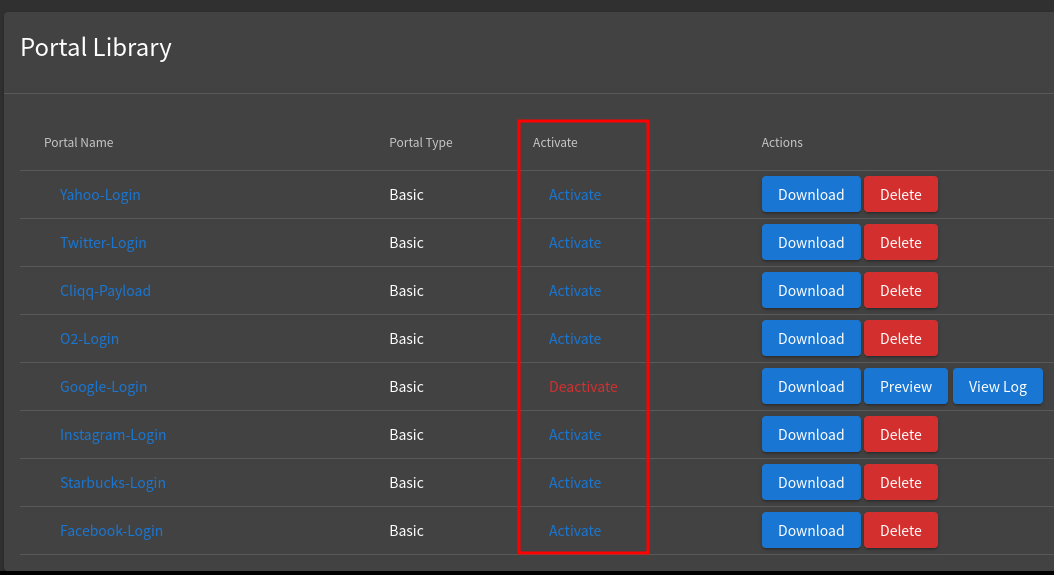 Portal Library
Portal Name Portal Type Activate Actions
Yahoo-Login Basic Activate Download Delete
Twitter-Login Basic Activate Download Delete
Cliqq-Payload Basic Activate Download Delete
O2-Login Basic Activate Download Delete
Google-Login Basic Deactivate Download Preview View Log
Instagram-Login Basic Activate Download Delete
Starbucks-Login Basic Activate Download Delete
Facebook-Login Basic Activate Download Delete